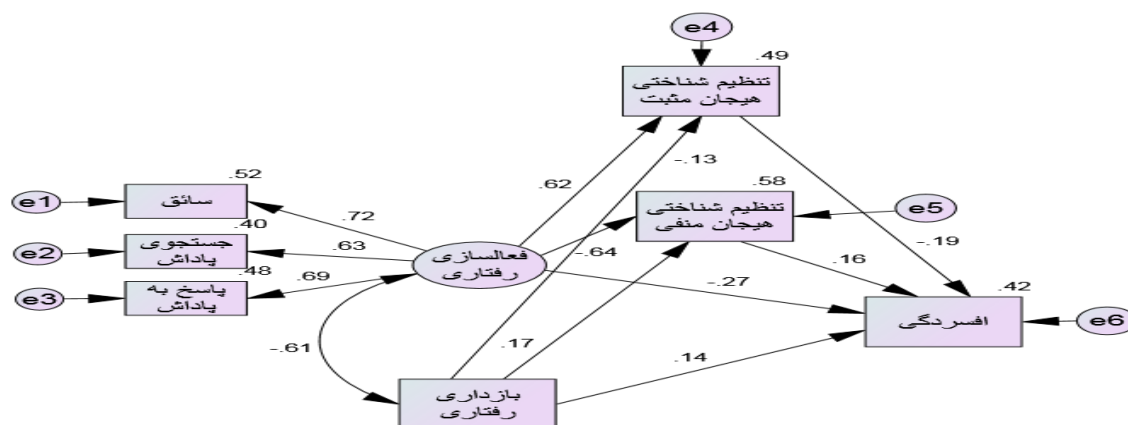 e4
.49
تنظیم شناختی
هیجان مثبت
-.13
.62
.52
e1
سائق
.72
.40
e2
جستجوی
پاداش
.63
.48
e3
پاسخ به
پاداش
.69
فعالسازی
رفتاری
.58
تنظیم شناختی
هیجان منفی
e5
-.64
.16
-.19
-.27
.42
افسردگی
e6
-.61
.17
.14
بازداری
رفتاری